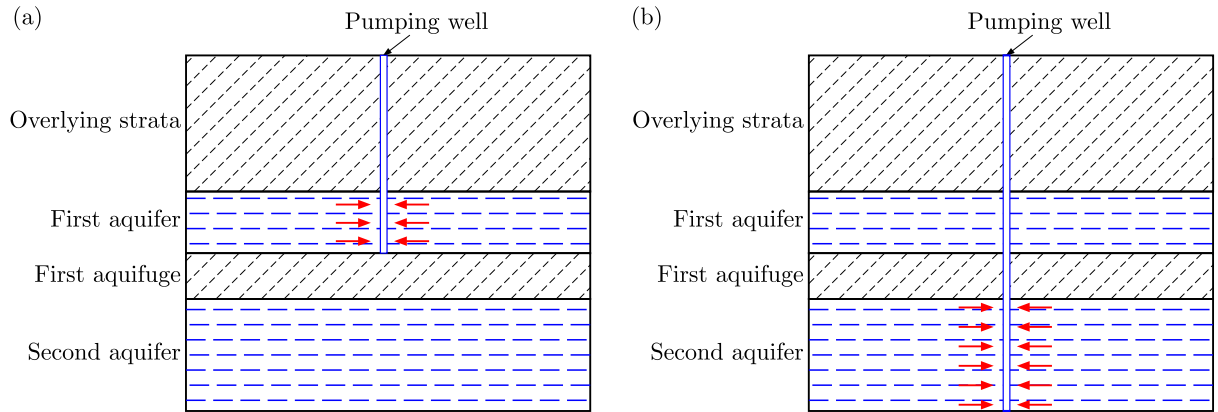 (a)
Pumping well
Overlying strata
First aquifer
First aquifuge
Second aquifer
(b)
Pumping well
Overlying strata
First aquifer
First aquifuge
Second aquifer